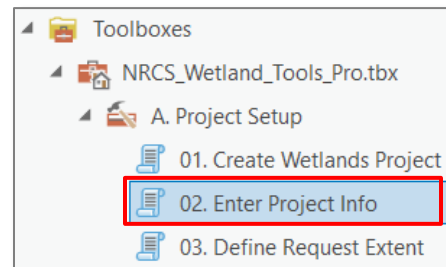 Toolboxes
NRCS_Wetland_Tools_Pro.tbx
A. Project Setup
01. Create Wetlands Project
02. Enter Project Info
03. Define Request Extent